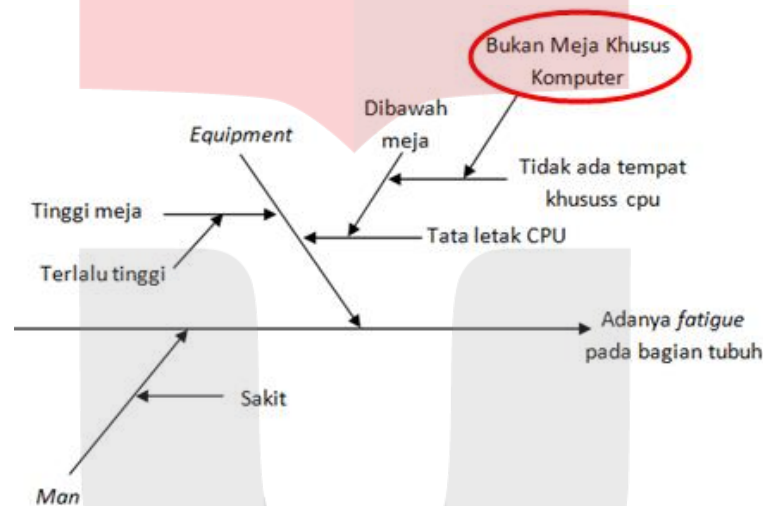 Bukan Meja Khusus
Komputer
Dibawah
meja
Equipment
Tidak ada tempat
khususs cpu
Tinggi meja
Tata letak CPU
Terlalu tinggi
Adanya fatigue
pada bagian tubuh
Sakit
Man